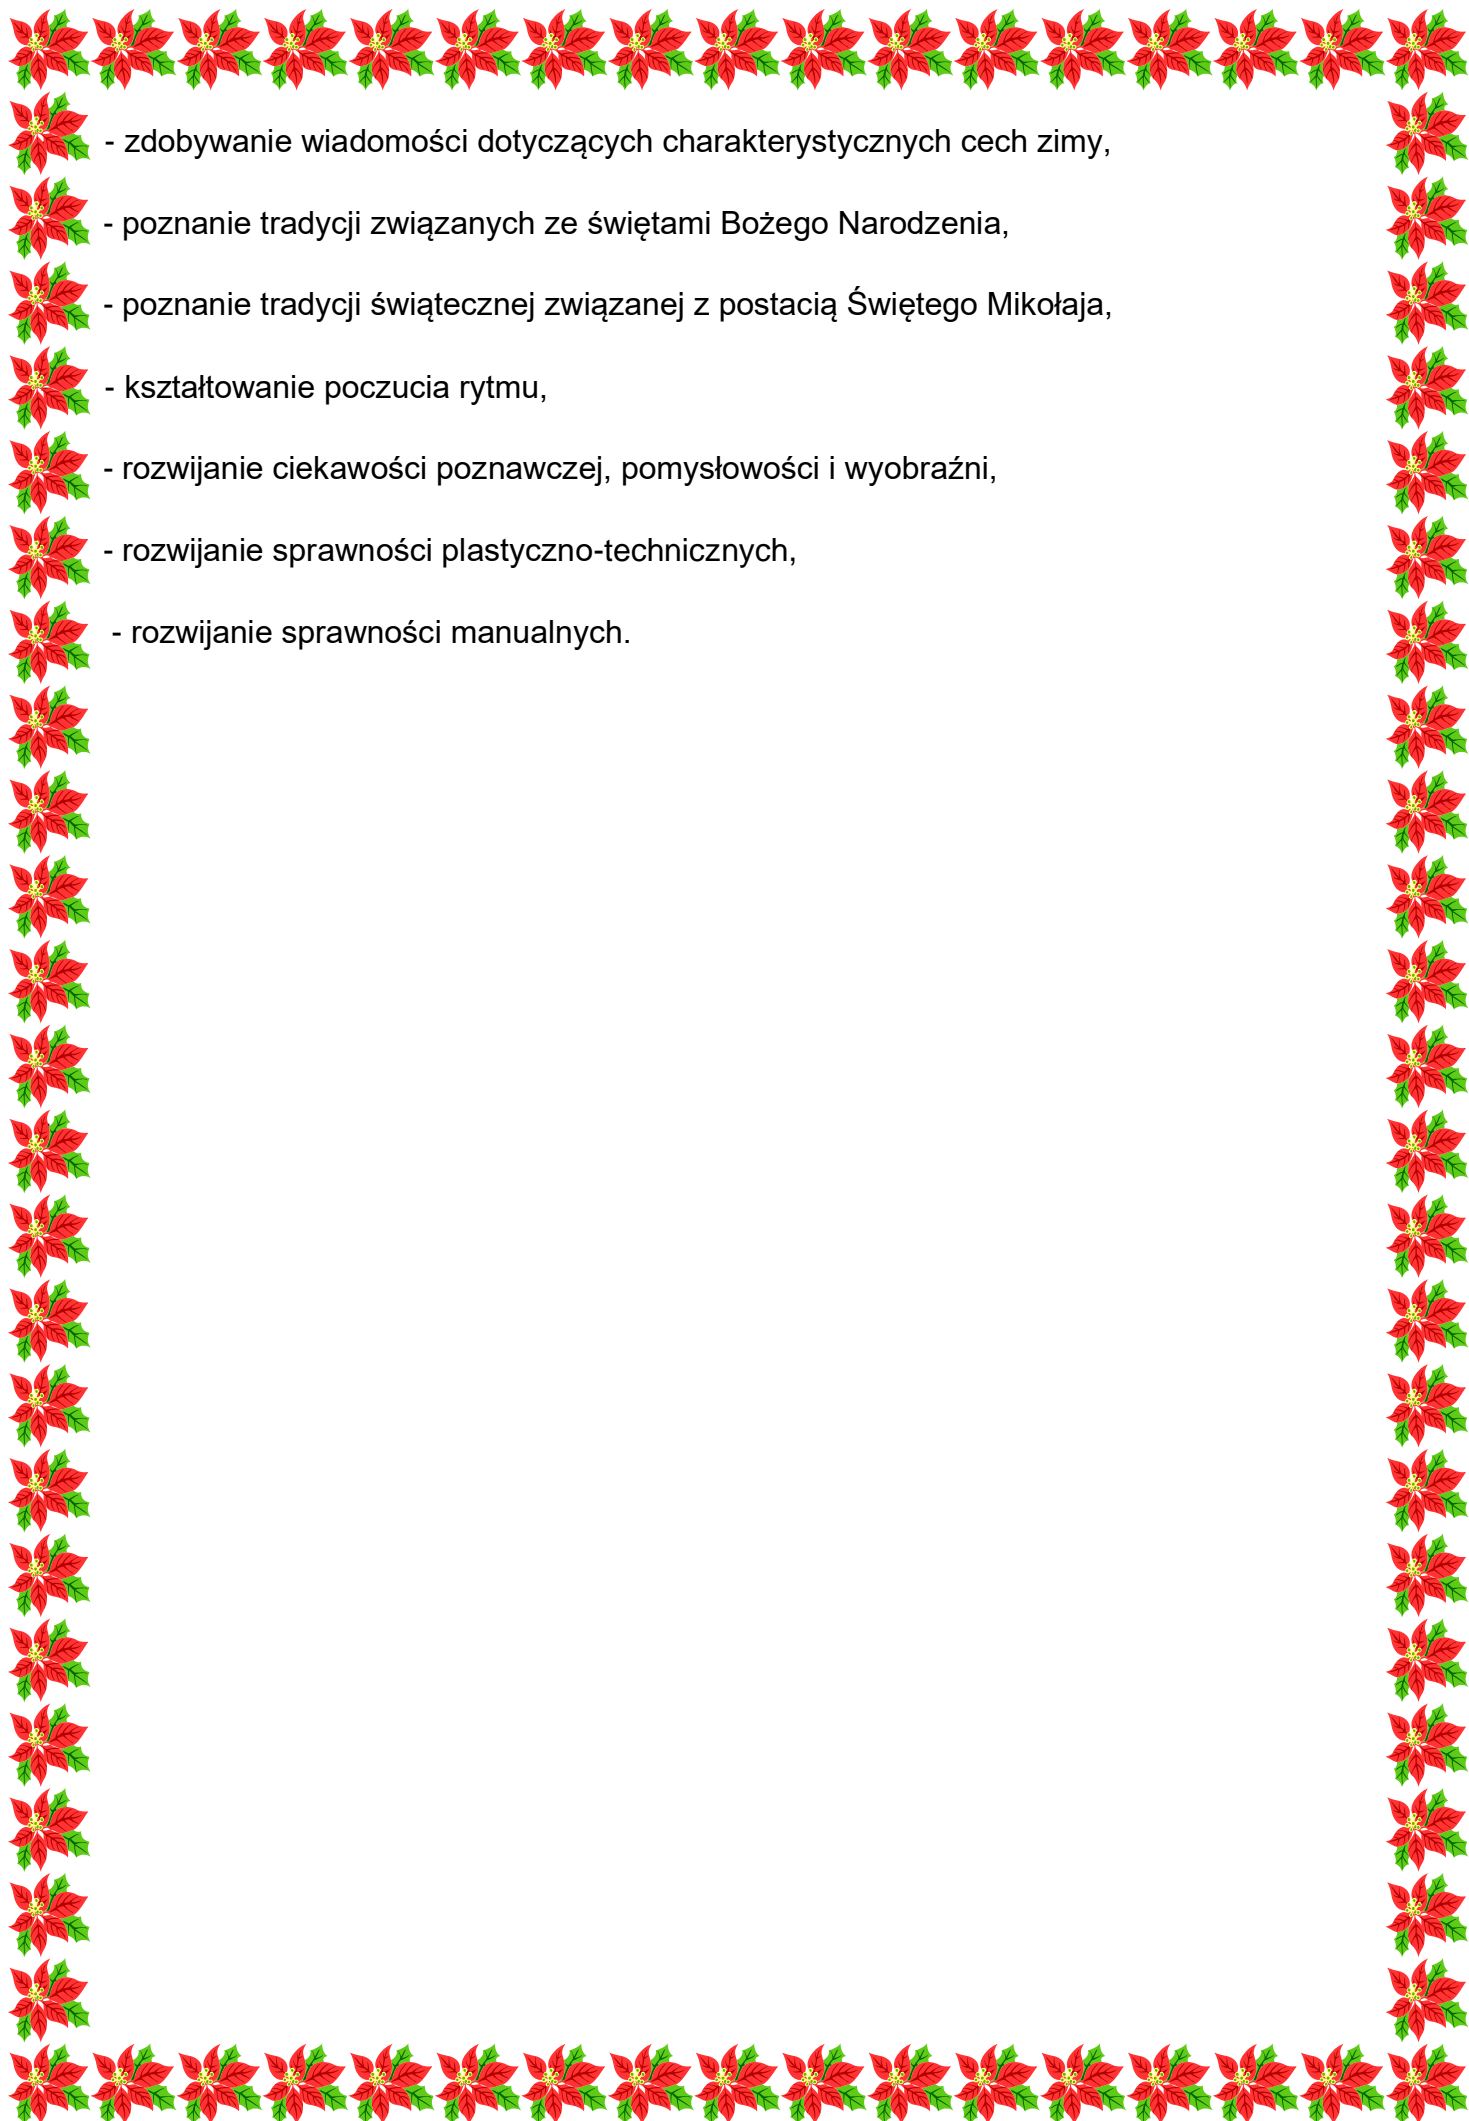 - zdobywanie wiadomości dotyczących charakterystycznych cech zimy,
- poznanie tradycji związanych ze świętami Bożego Narodzenia,
- poznanie tradycji świątecznej związanej z postacią Świętego Mikołaja,
- kształtowanie poczucia rytmu,
- rozwijanie ciekawości poznawczej, pomysłowości i wyobraźni,
- rozwijanie sprawności plastyczno-technicznych,
- rozwijanie sprawności manualnych.